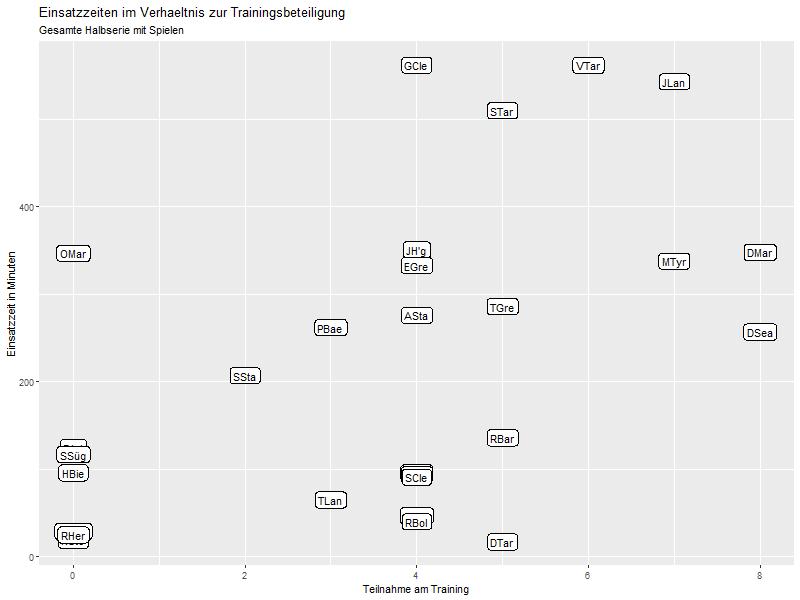 Einsatzzeiten im Verhaeltnis zur Trainingsbeteiligung
Gesamte Halbserie mit Spielen
GCle
VTar
JLan
STar
400
OMar
JH'g
EGre
MTyr
DMar
ASta
TGre
PBae
DSea
SSta
200
RBar
SSüg
HBie
SCle
TLan
RBol
RHer
DTar
0
0
2
4
6
8
Einsatzzeit in Minuten
Teilnahme am Training